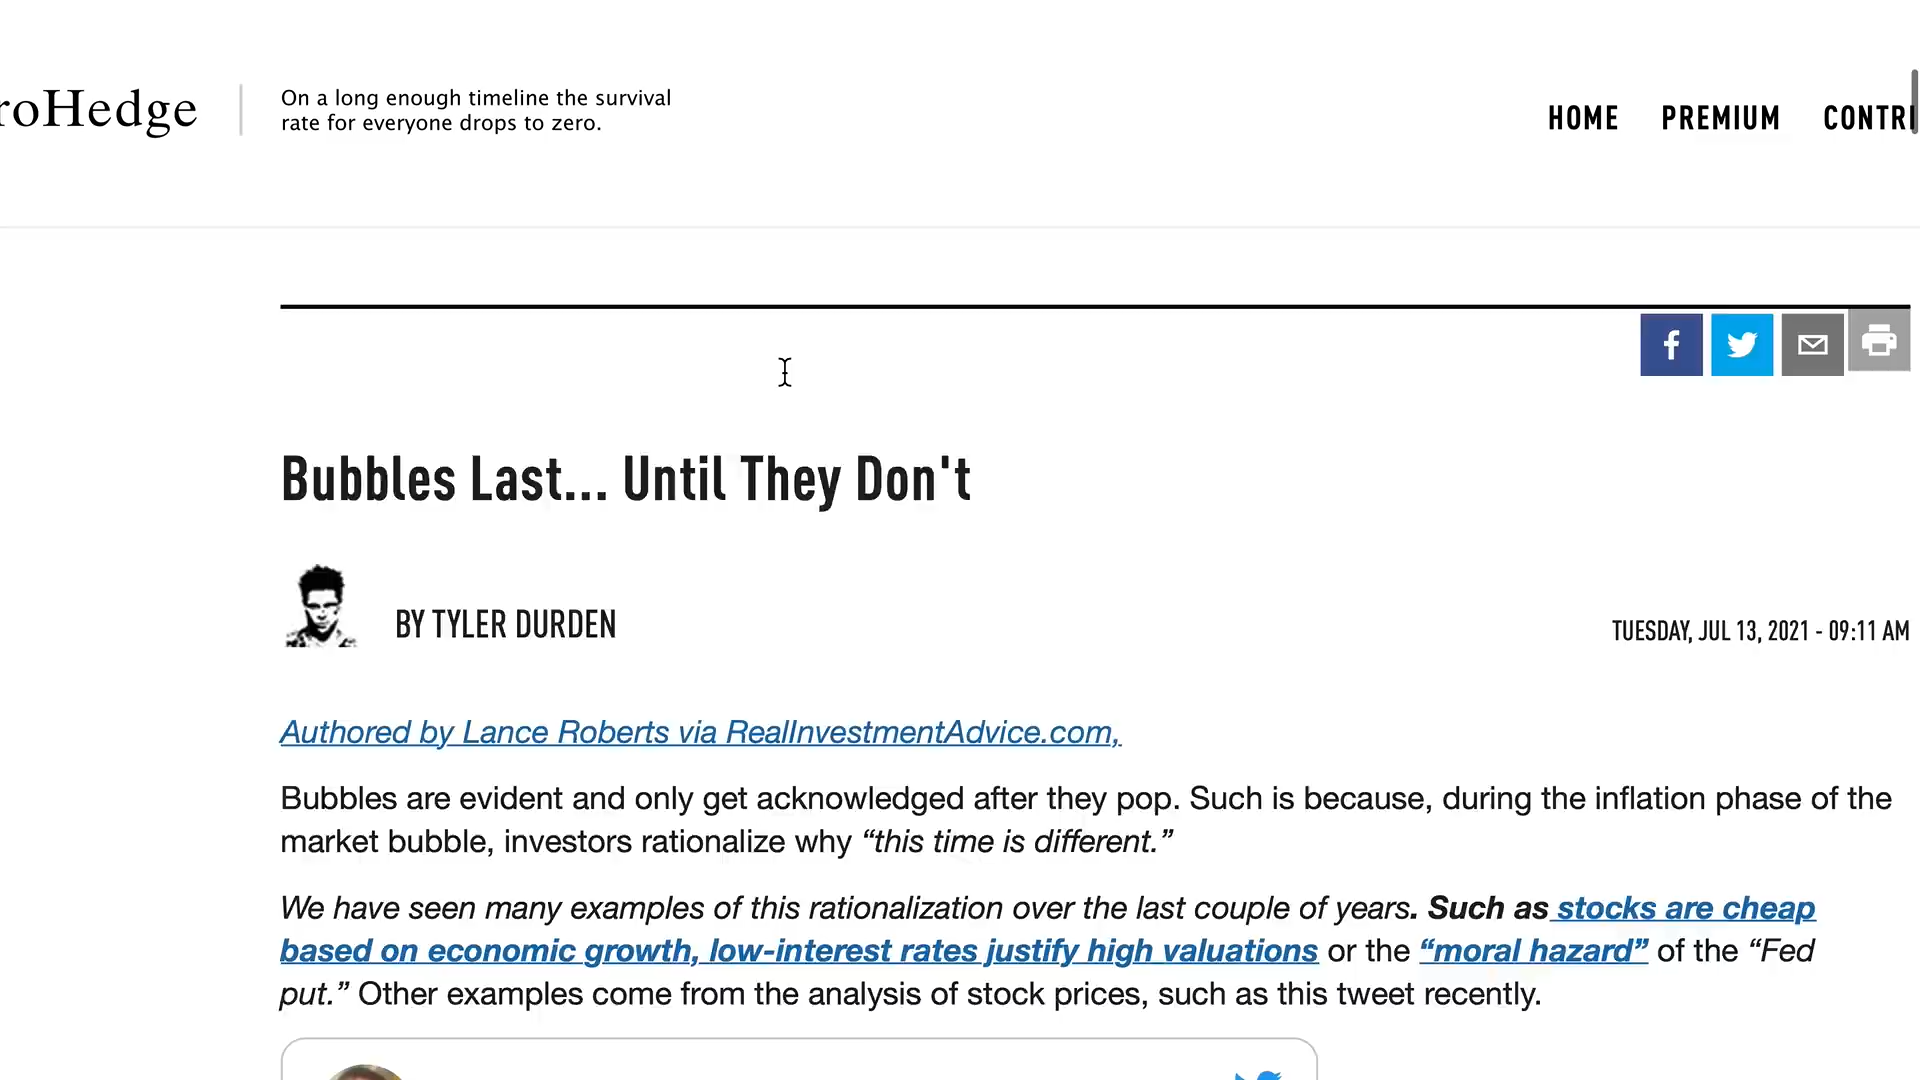 roHedge
On a long enough timeline the survival
rate for everyone drops to zero.
HOME PREMIUM CONTRI
Bubbles Last... Until They Don't
BY TYLER DURDEN
TUESDAY, JUL 13, 2021 - 09:11 AM
Authored by Lance Roberts via RealInvestmentAdvice.com,
Bubbles are evident and only get acknowledged after they pop. Such is because, during the inflation phase of the
market bubble, investors rationalize why “this time is different.”
We have seen many examples of this rationalization over the last couple of years. Such as stocks are cheap
based on economic growth, low-interest rates justify high valuations or the “moral hazard” of the “Fed
put.” Other examples come from the analysis of stock prices, such as this tweet recently.